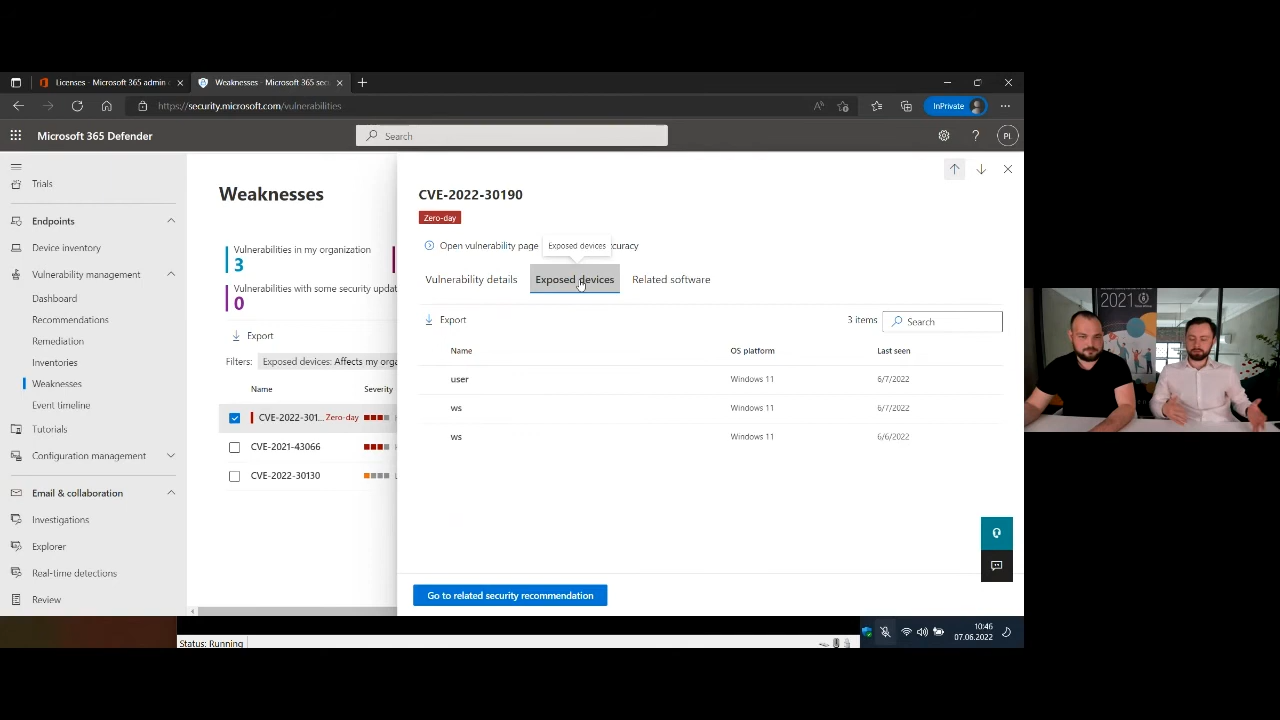 Licenses - Microsoft 365 admin c
Weaknesses - Microsoft 365 sec
https://security.microsoft.com/vulnerabilities
InPrivate
Microsoft 365 Defender
Search
PL
Trials
Endpoints
Device inventory
Vulnerability management
Dashboard
Recommendations
Remediation
Inventories
Weaknesses
Event timeline
Tutorials
Configuration management
Email & collaboration
Investigations
Explorer
Real-time detections
Review
Weaknesses
Vulnerabilities in my organization
3
Vulnerabilities with some security updat
0
Export
Filters: Exposed devices: Affects my orga
Name Severity
CVE-2022-301... Zero-day
CVE-2021-43066
CVE-2022-30130
CVE-2022-30190
Zero-day
Open vulnerability page Exposed devices curacy
Vulnerability details Exposed devices Related software
Export 3 items Search
Name OS platform Last seen
user Windows 11 6/7/2022
ws Windows 11 6/7/2022
ws Windows 11 6/6/2022
Go to related security recommendation
Status: Running
10:46
07.06.2022
2021